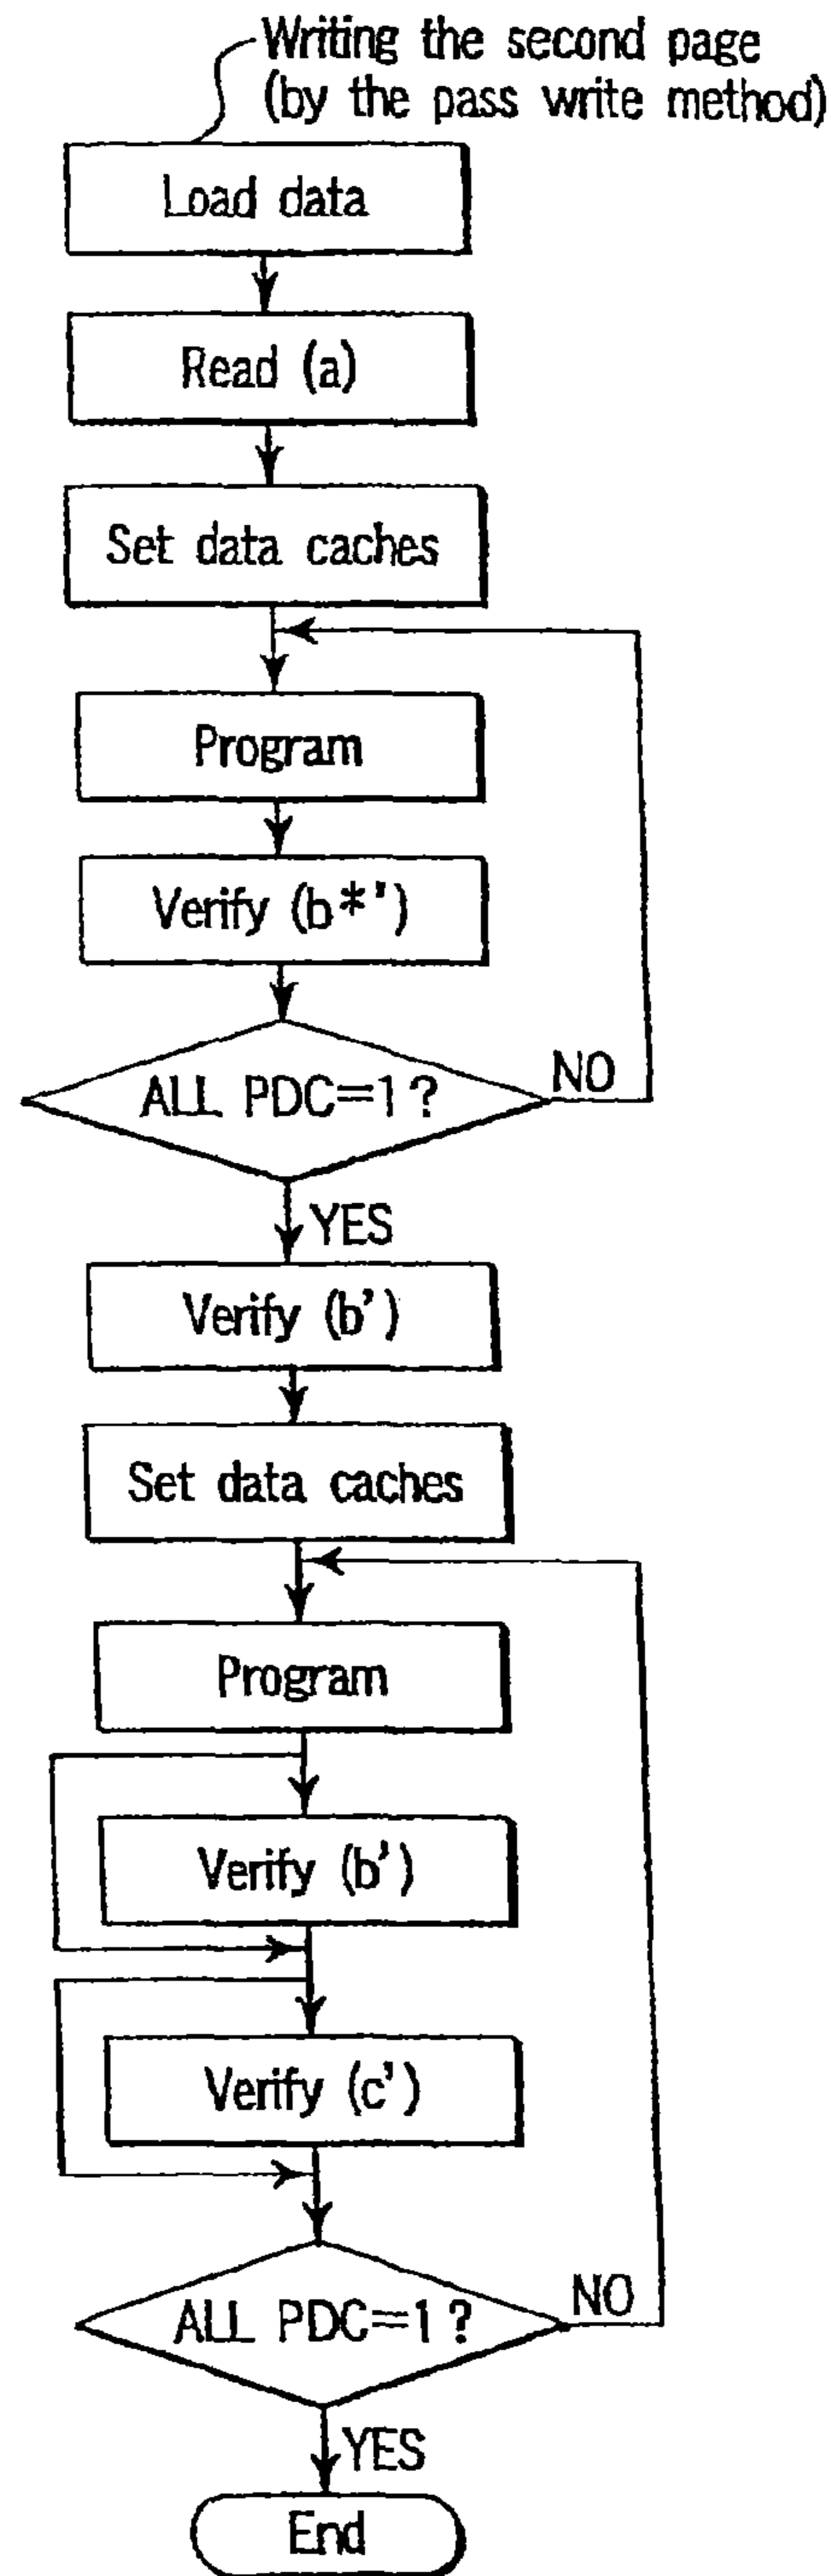 Writing the second page
(by the pass write method)
Load data
Read (a)
Set data caches
Program
Verify (b*')
ALL PDC=1?
NO
YES
Verify (b')
Set data caches
Program
Verify (b')
Verify (c')
ALL PDC=1?
NO
YES
End